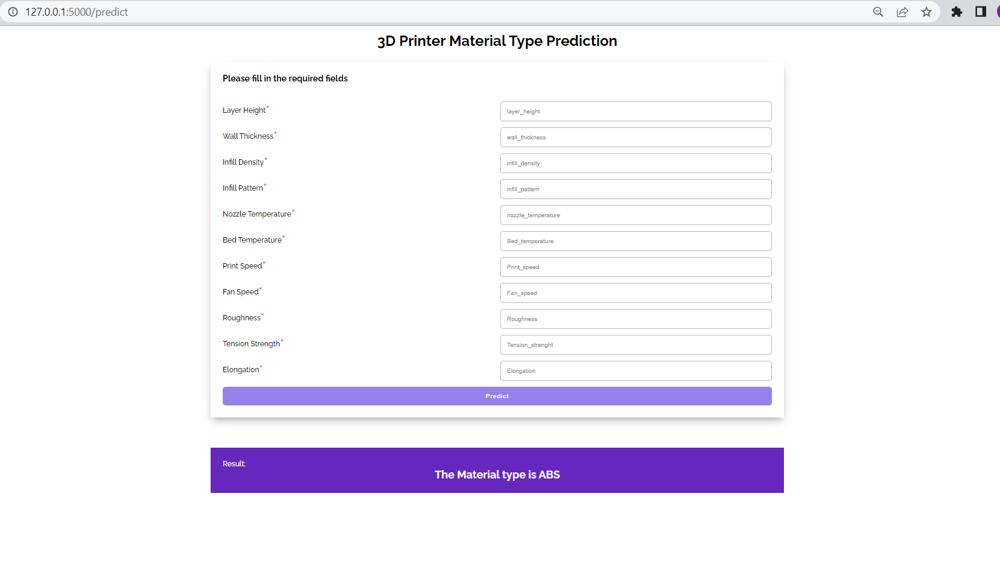 127.0.0.1:5000/predict
3D Printer Material Type Prediction
Please fill in the required fields
Layer Height* layer_height
Wall Thickness* wall_thickness
Infill Density* infill_density
Infill Pattern* infill_pattern
Nozzle Temperature* nozzle_temperature
Bed Temperature* Bed_temperature
Print Speed* Print_speed
Fan Speed* Fan_speed
Roughness* Roughness
Tension Strength* Tension_strenght
Elongation* Elongation
Predict
Result:
The Material type is ABS